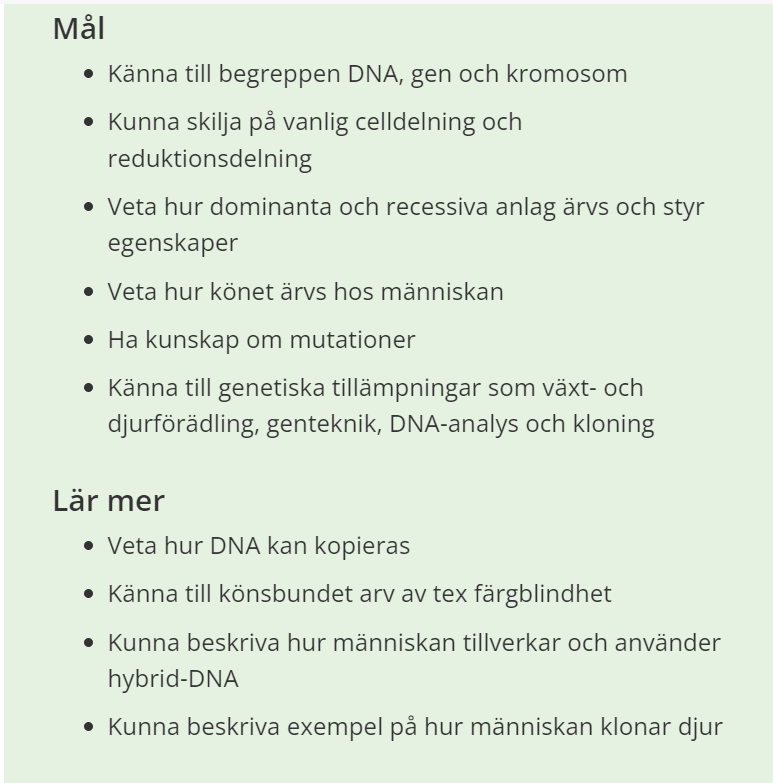 Mål
• Känna till begreppen DNA, gen och kromosom
• Kunna skilja på vanlig celldelning och
reduktionsdelning
• Veta hur dominanta och recessiva anlag ärvs och styr
egenskaper
• Veta hur könet ärvs hos människan
• Ha kunskap om mutationer
• Känna till genetiska tillämpningar som växt- och
djurförädling, genteknik, DNA-analys och kloning
Lär mer
• Veta hur DNA kan kopieras
• Känna till könsbundet arv av tex färgblindhet
• Kunna beskriva hur människan tillverkar och använder
hybrid-DNA
• Kunna beskriva exempel på hur människan klonar djur